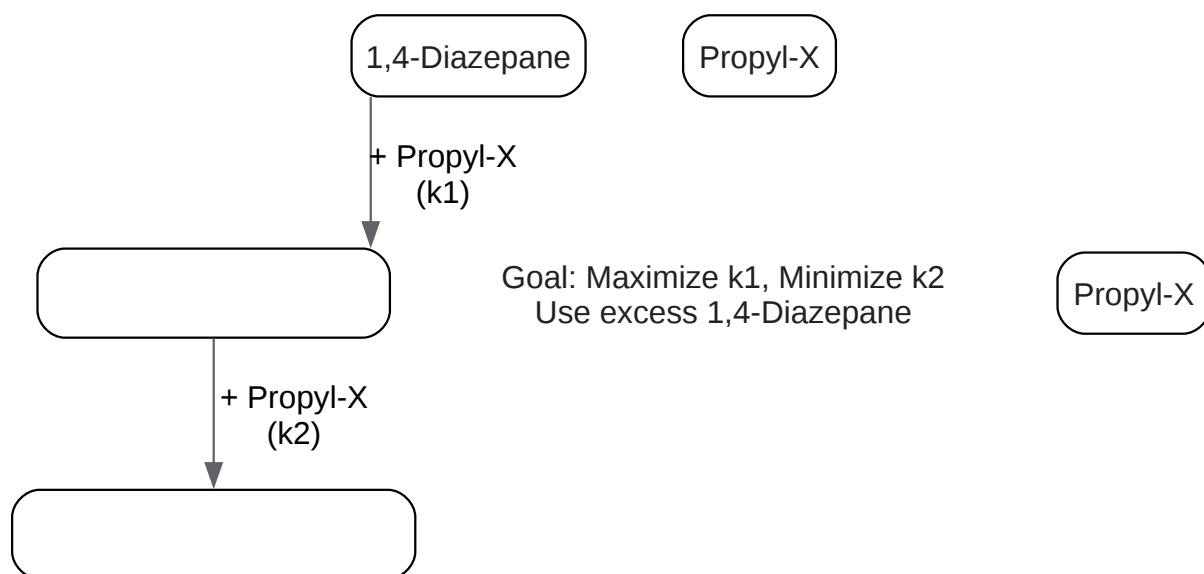 1,4-Diazepane
Propyl-X
+ Propyl-X
(k1)
Goal: Maximize k1, Minimize k2
Use excess 1,4-Diazepane
Propyl-X
+ Propyl-X
(k2)